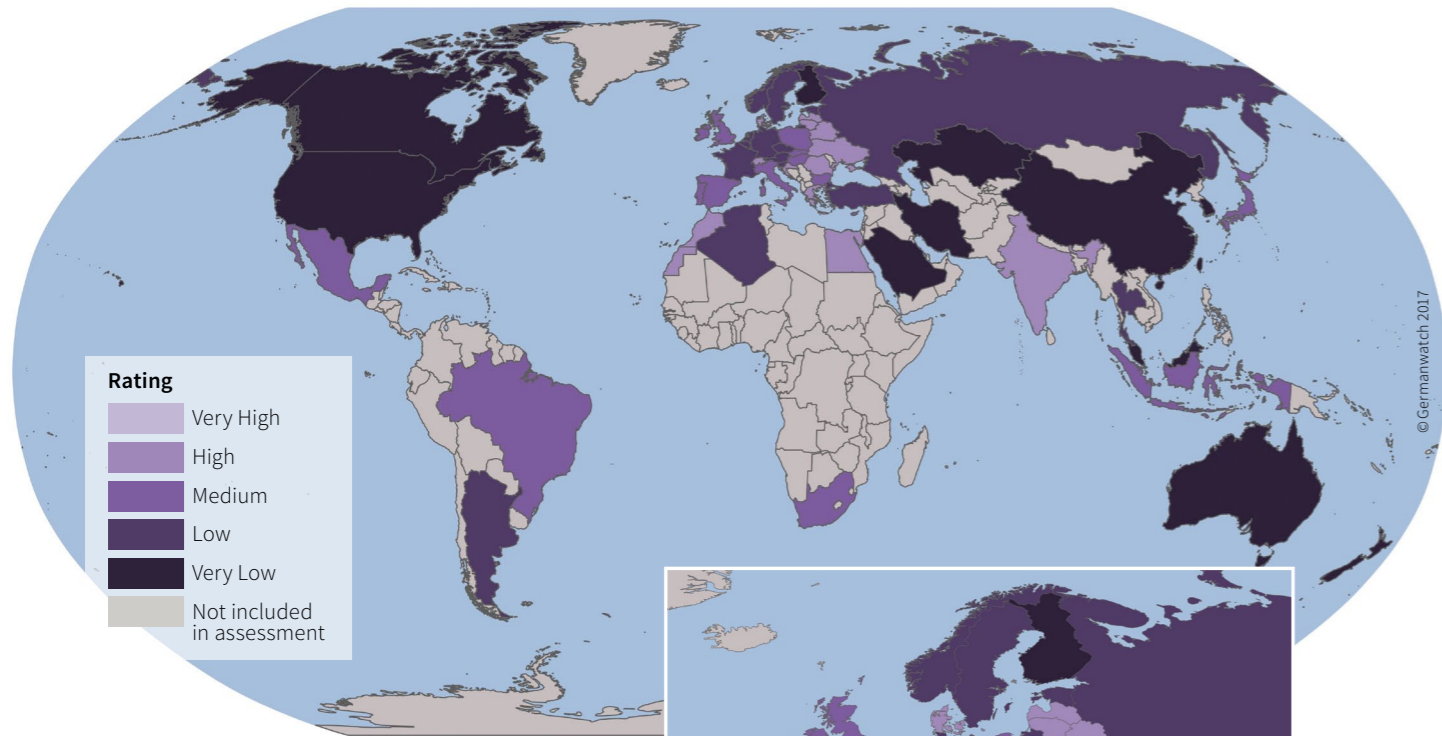 Rating
Very High
High
Medium
Low
Very Low
Not included
in assessment
© Germanwatch 2017